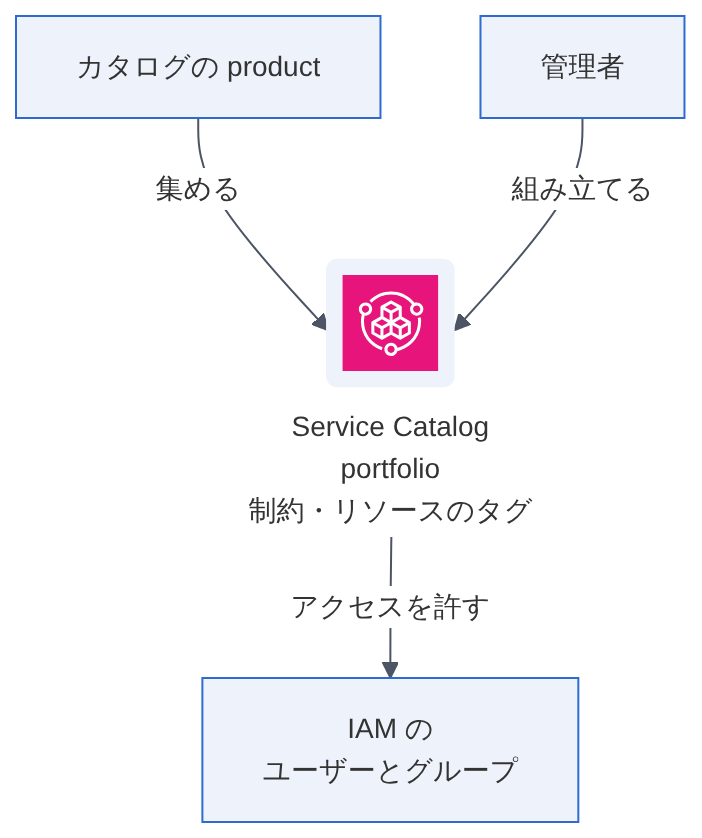 カタログの product
管理者
集める
組み立てる
Service Catalog
portfolio
制約・リソースのタグ
アクセスを許す
IAM の
ユーザーとグループ